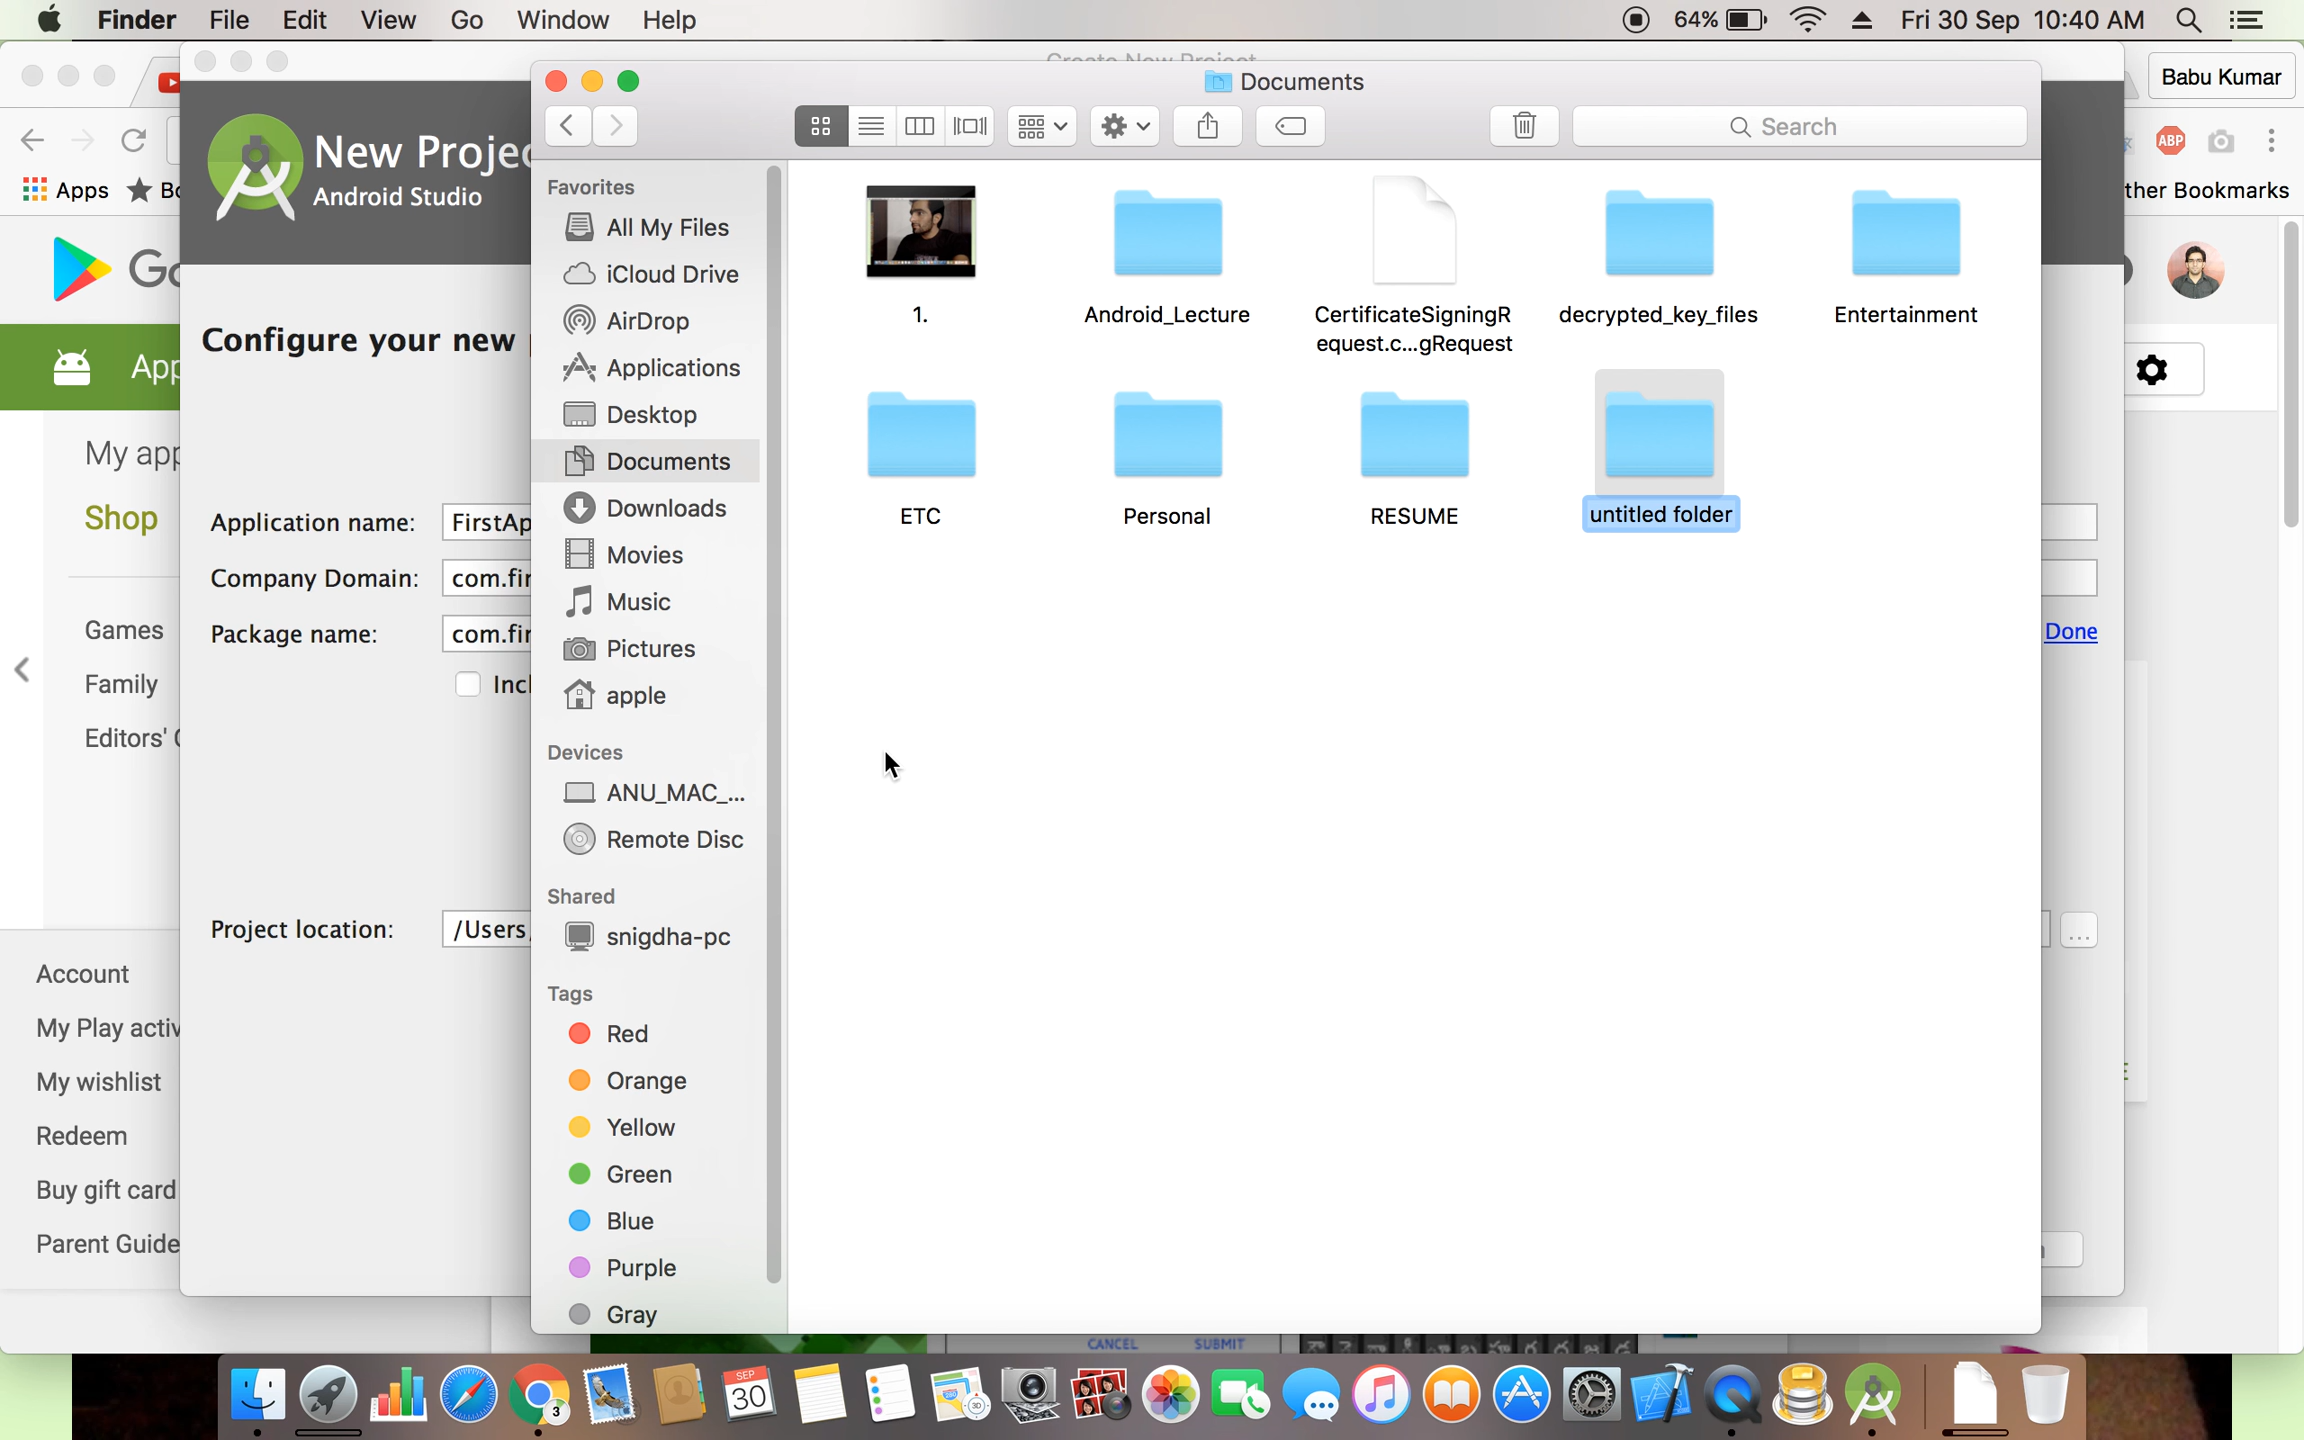 Finder File Edit View Go Window Help 64% Fri 30 Sep 10:40 AM
Documents
Babu Kumar
New Projec
Android Studio
Search
ABP
Apps
ther Bookmarks
Favorites
All My Files
iCloud Drive
AirDrop
Applications
Desktop
Documents
Downloads
Movies
Music
Pictures
apple
Devices
ANU_MAC_...
Remote Disc
Shared
snigdha-pc
Tags
Red
Orange
Yellow
Green
Blue
Purple
Gray
1.
Android_Lecture
CertificateSigningR
equest.c...gRequest
decrypted_key_files
Entertainment
ETC
Personal
RESUME
untitled folder
Configure your new
Application name: FirstAp
Company Domain: com.fir
Package name: com.fir
Incl
Done
Project location: /Users
...
Go
App
My app
Shop
Games
Family
Editors'
Account
My Play activ
My wishlist
Redeem
Buy gift card
Parent Guide
CANCEL SUBMIT
3
SEP
30